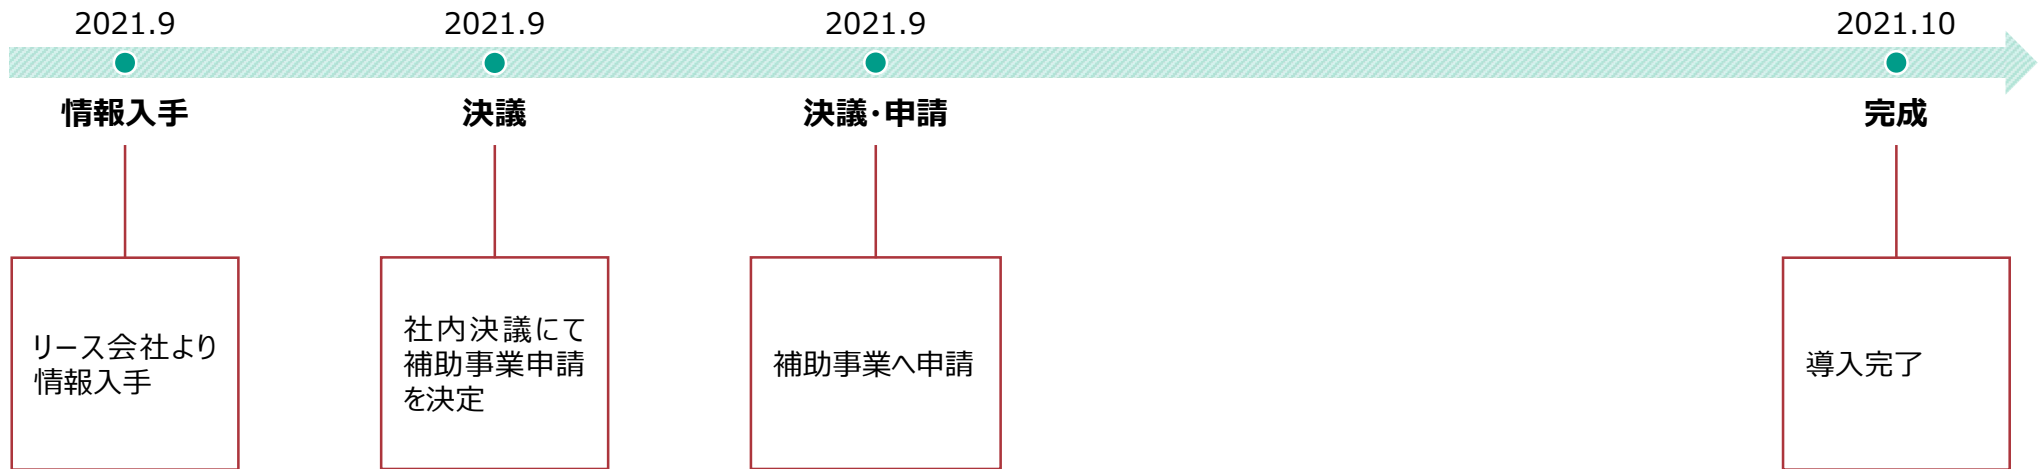 2021.9
2021.9
2021.9
2021.10
情報入手
決議
決議・申請
完成
リース会社より
情報入手
社内決議にて
補助事業申請
を決定
補助事業へ申請
導入完了